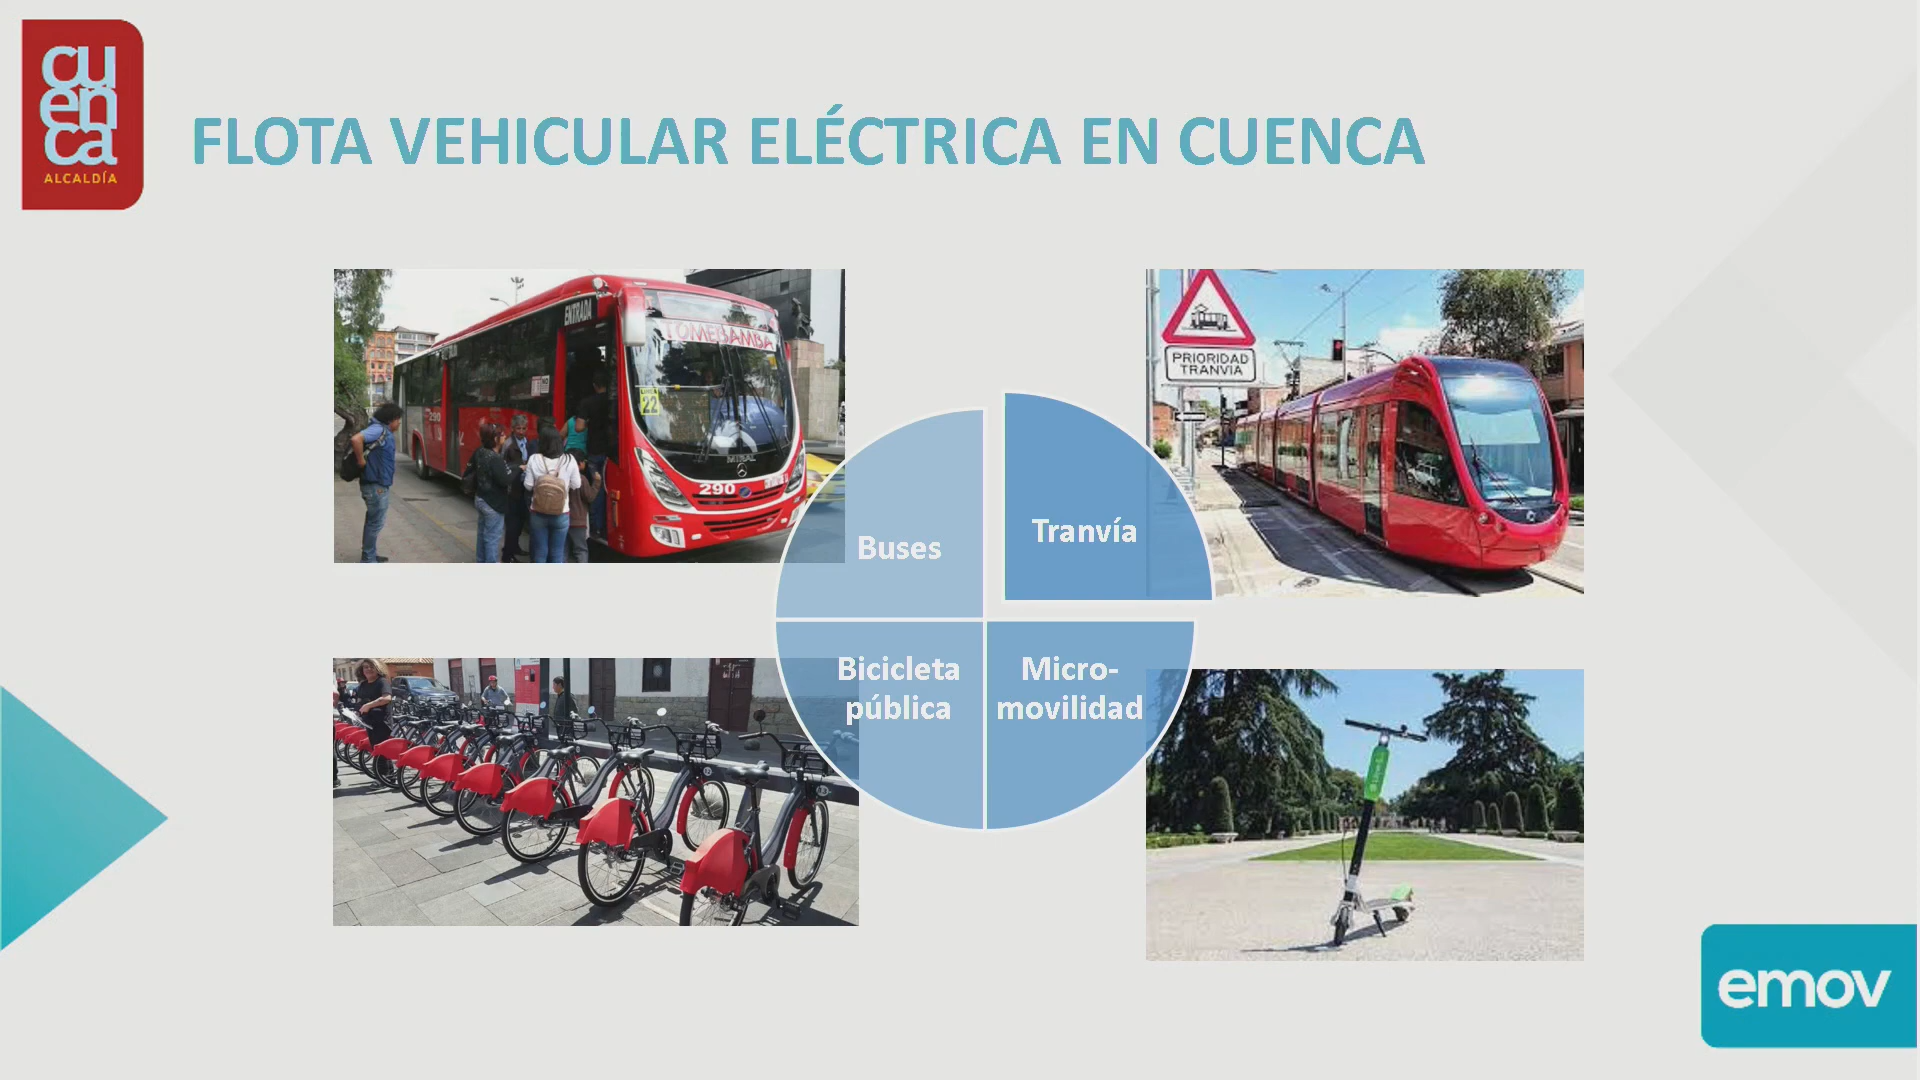 cu
en
ca
ALCALDÍA
FLOTA VEHICULAR ELÉCTRICA EN CUENCA
ENTRADA
TOMEBAMBA
22
290
290
PRIORIDAD
TRANVIA
Buses
Tranvía
Bicicleta
pública
Micro-
movilidad
emov